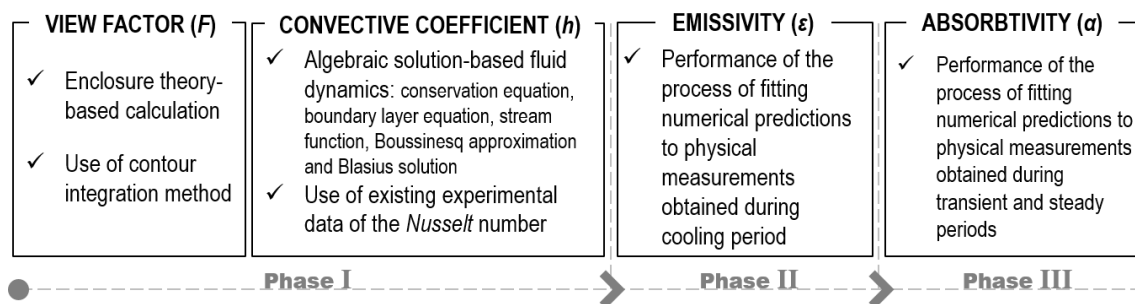 VIEW FACTOR (F)
✓ Enclosure theory-
based calculation
✓ Use of contour
integration method
CONVECTIVE COEFFICIENT (h)
✓ Algebraic solution-based fluid
dynamics: conservation equation,
boundary layer equation, stream
function, Boussinesq approximation
and Blasius solution
✓ Use of existing experimental
data of the Nusselt number
EMISSIVITY (ε)
✓ Performance of the
process of fitting
numerical predictions
to physical
measurements
obtained during
cooling period
ABSORBTIVITY (α)
✓ Performance of the
process of fitting
numerical predictions to
physical measurements
obtained during
transient and steady
periods
Phase I
Phase II
Phase III